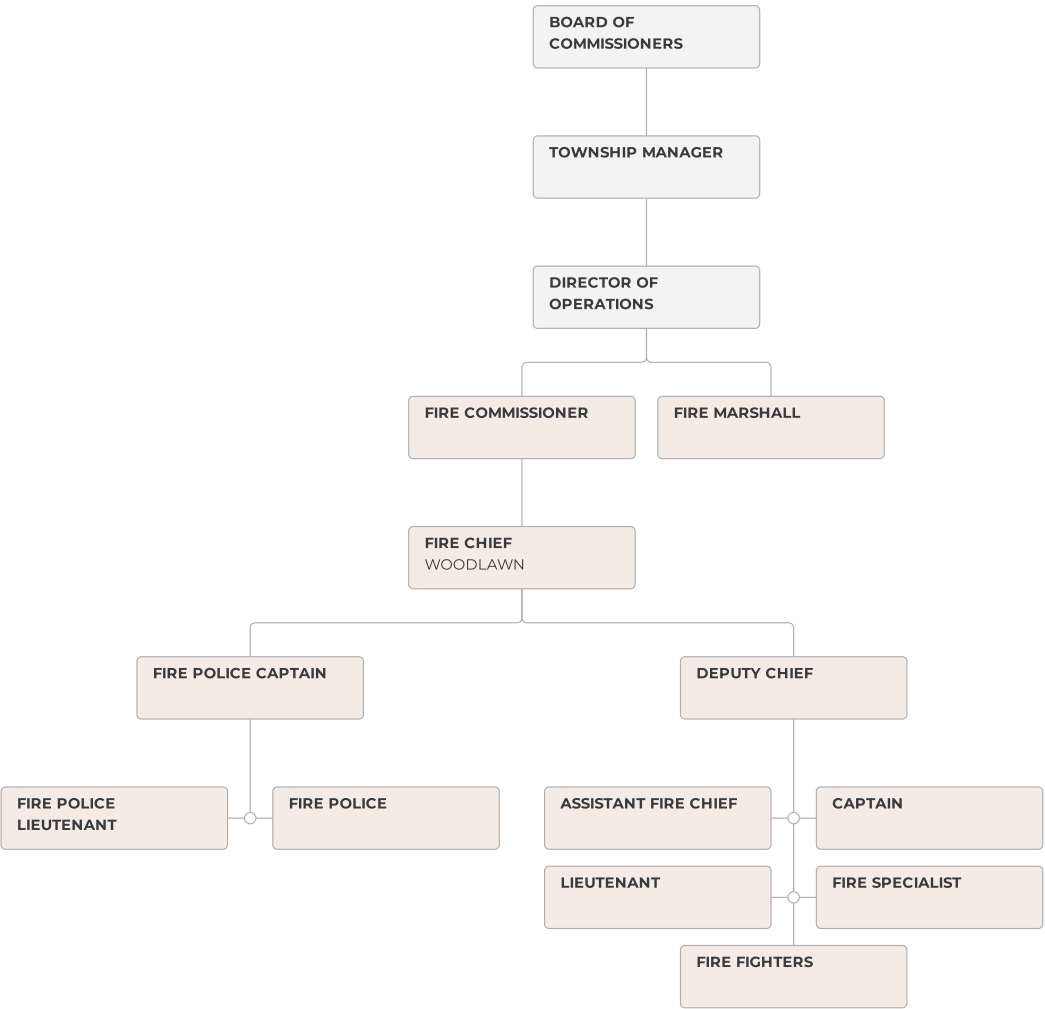 BOARD OF
COMMISSIONERS
TOWNSHIP MANAGER
DIRECTOR OF
OPERATIONS
FIRE COMMISSIONER
FIRE MARSHALL
FIRE CHIEF
WOODLAWN
FIRE POLICE CAPTAIN
DEPUTY CHIEF
FIRE POLICE
LIEUTENANT
FIRE POLICE
ASSISTANT FIRE CHIEF
CAPTAIN
LIEUTENANT
FIRE SPECIALIST
FIRE FIGHTERS